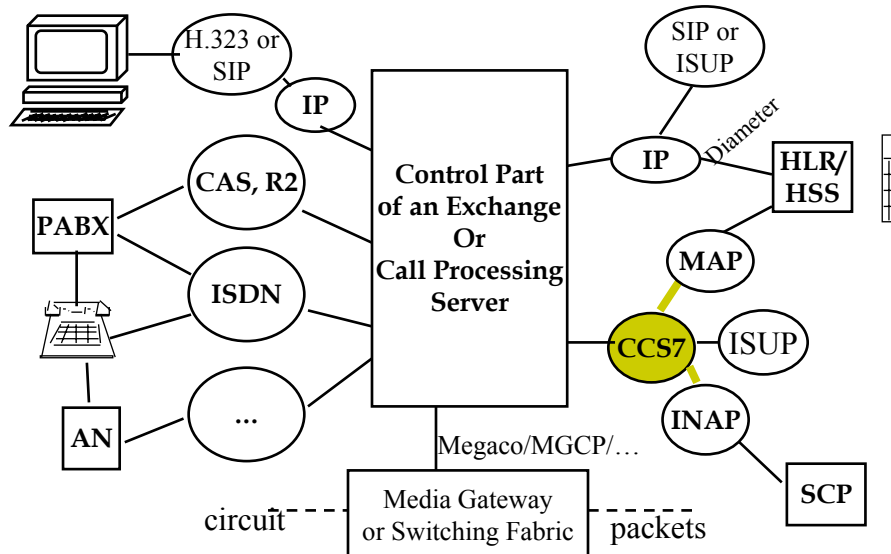 H.323 or
SIP
IP
SIP or
ISUP
IP
Diameter
HLR/
HSS
CAS, R2
Control Part
of an Exchange
Or
Call Processing
Server
PABX
ISDN
MAP
CCS7
ISUP
AN
...
INAP
Megaco/MGCP/…
SCP
circuit
Media Gateway
or Switching Fabric
packets